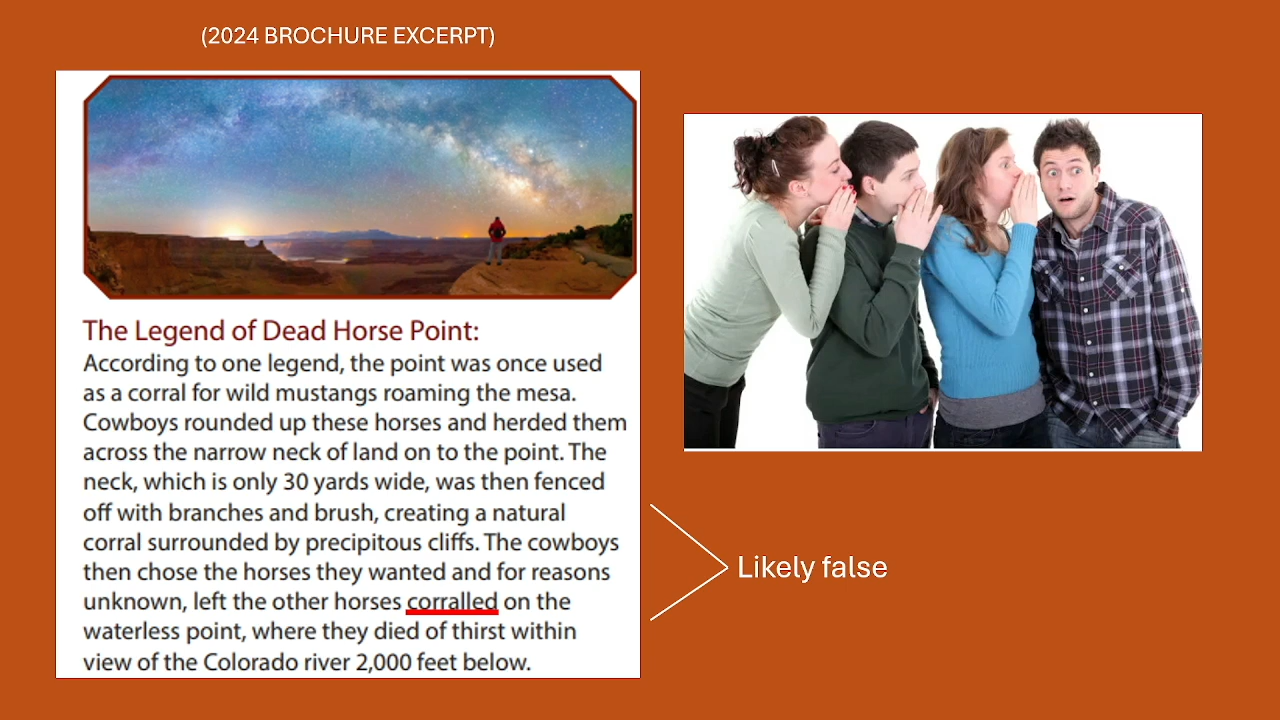 (2024 BROCHURE EXCERPT)
The Legend of Dead Horse Point:
According to one legend, the point was once used
as a corral for wild mustangs roaming the mesa.
Cowboys rounded up these horses and herded them
across the narrow neck of land on to the point. The
neck, which is only 30 yards wide, was then fenced
off with branches and brush, creating a natural
corral surrounded by precipitous cliffs. The cowboys
then chose the horses they wanted and for reasons
unknown, left the other horses corralled on the
waterless point, where they died of thirst within
view of the Colorado river 2,000 feet below.
Likely false